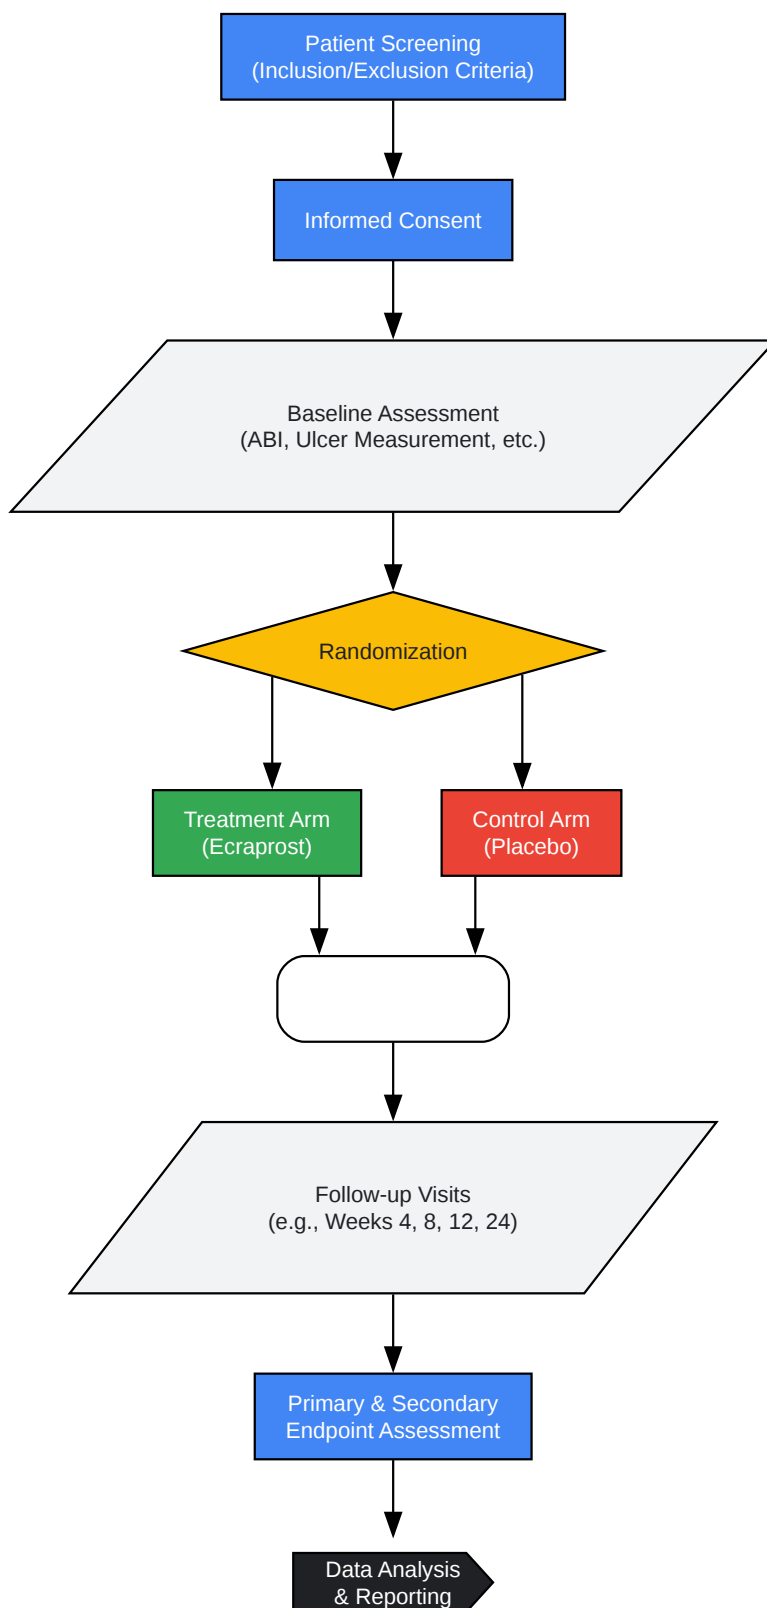 Patient Screening
(Inclusion/Exclusion Criteria)
Informed Consent
Baseline Assessment
(ABI, Ulcer Measurement, etc.)
Randomization
Treatment Arm
(Ecraprost)
Control Arm
(Placebo)
Follow-up Visits
(e.g., Weeks 4, 8, 12, 24)
Primary & Secondary
Endpoint Assessment
Data Analysis
& Reporting